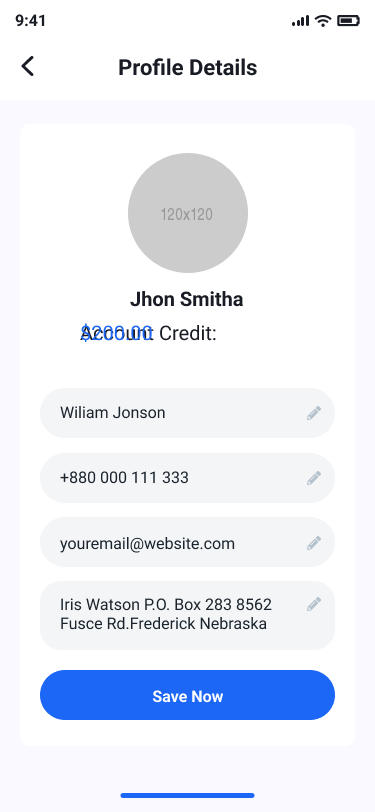 9:41
Profile Details
120x120
Jhon Smitha
Account Credit:
$200.00
Wiliam Jonson
+880 000 111 333
youremail@website.com
Iris Watson P.O. Box 283 8562
Fusce Rd.Frederick Nebraska
Save Now